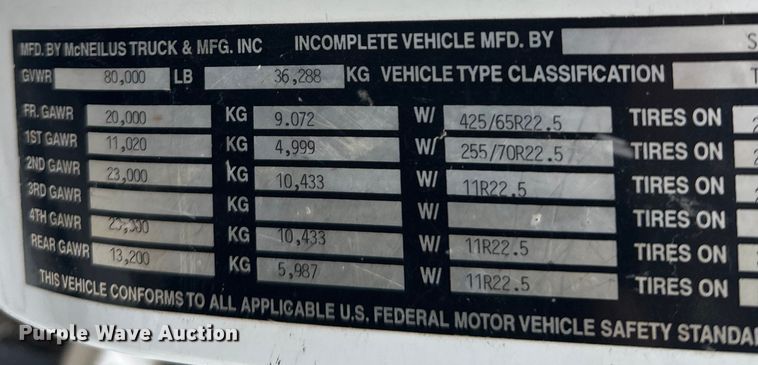 MFD. BY McNEILUS TRUCK & MFG. INC INCOMPLETE VEHICLE MFD. BY S
GVWR 80,000 LB 36,288 KG VEHICLE TYPE CLASSIFICATION T
FR. GAWR 20,000 KG 9.072 W/ 425/65R22.5 TIRES ON
1ST GAWR 11,020 KG 4,999 W/ 255/70R22.5 TIRES ON
2ND GAWR 23,000 KG 10,433 W/ 11R22.5 TIRES ON
3RD GAWR KG W/ TIRES ON
4TH GAWR KG 10,433 W/ 11R22.5 TIRES ON
REAR GAWR 13,200 KG 5,987 W/ 11R22.5 TIRES ON
THIS VEHICLE CONFORMS TO ALL APPLICABLE U.S. FEDERAL MOTOR VEHICLE SAFETY STANDA
Purple Wave Auction